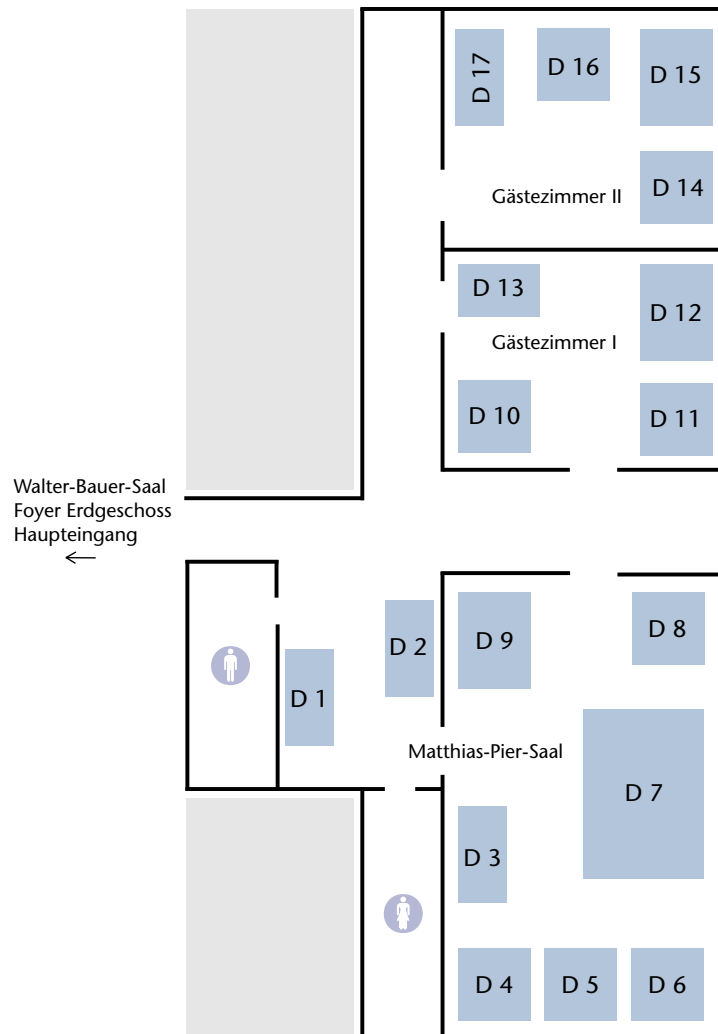 D 17
D 16
D 15
D 14
Gästezimmer II
D 13
D 12
Gästezimmer I
D 10
D 11
Walter-Bauer-Saal
Foyer Erdgeschoss
Haupteingang
D 9
D 8
D 2
D 1
Matthias-Pier-Saal
D 7
D 3
D 4
D 5
D 6